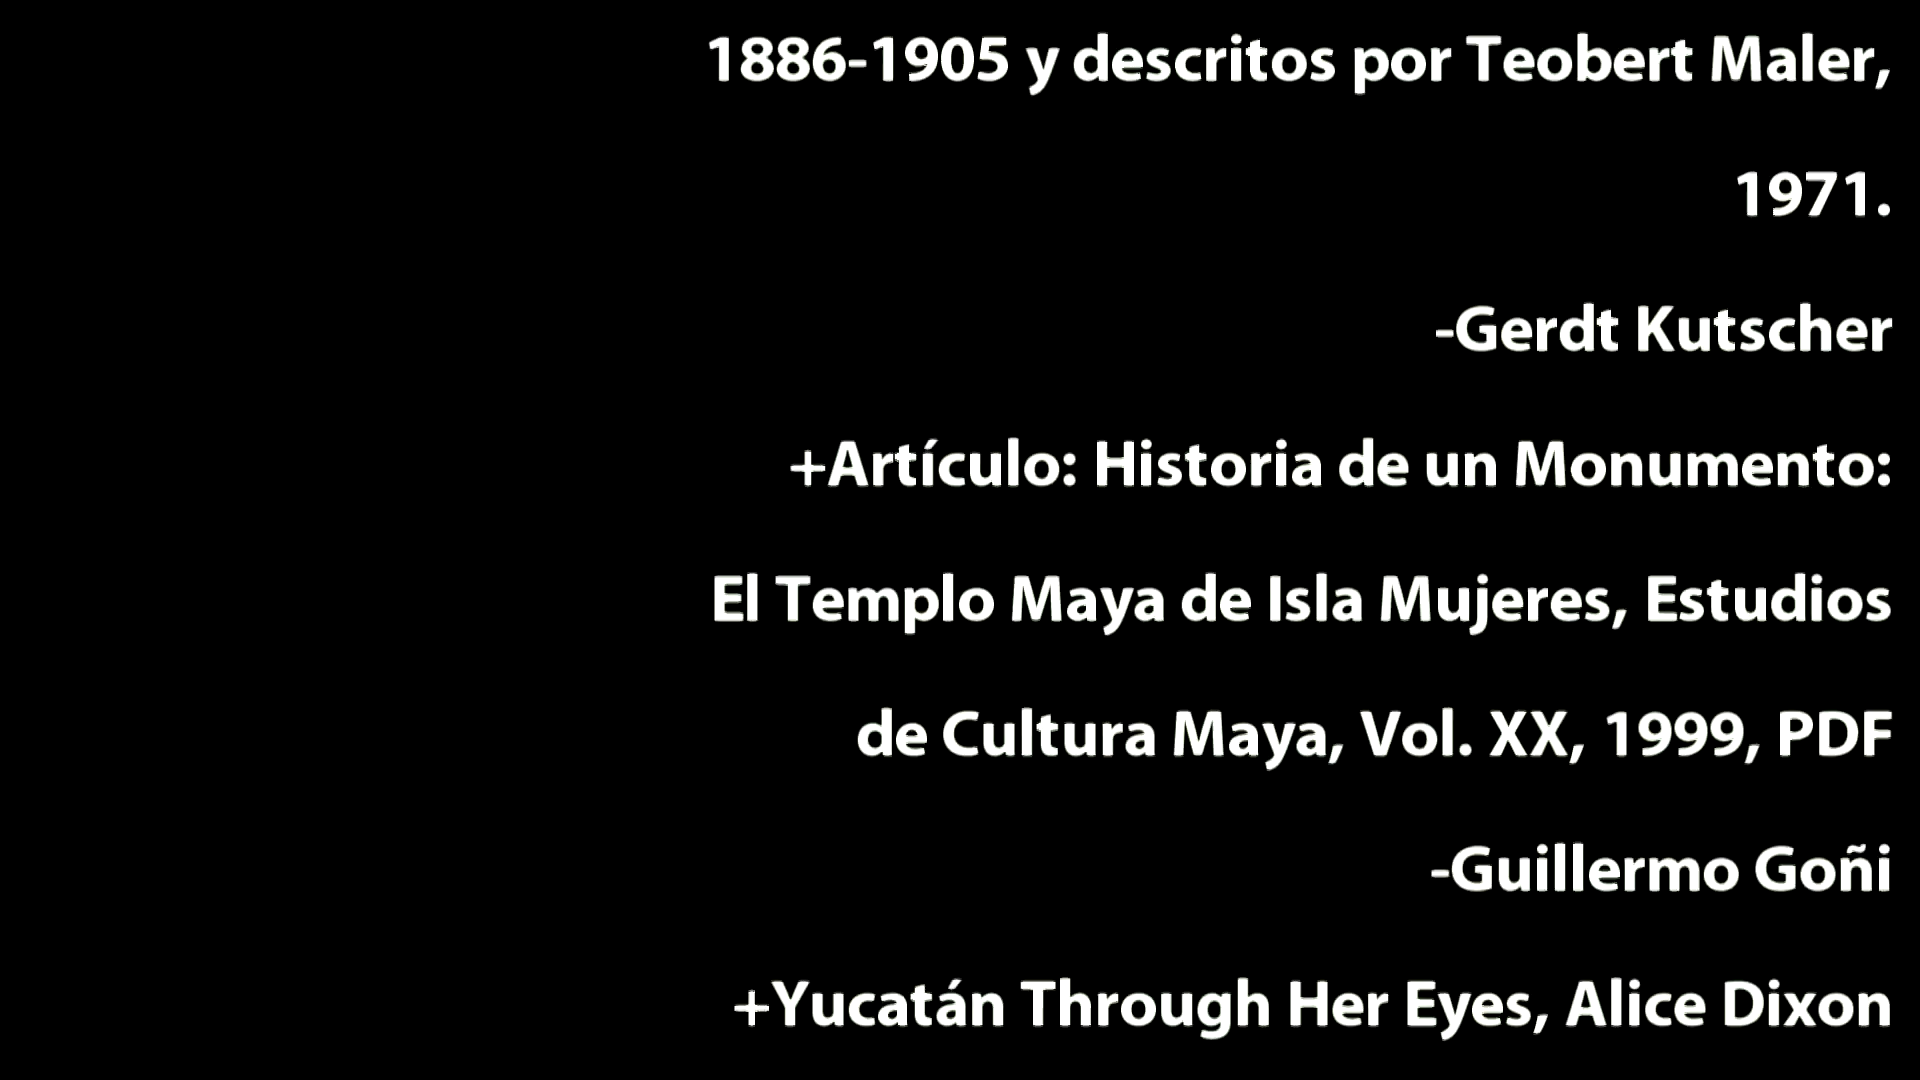 1886-1905 y descritos por Teobert Maler,
1971.
-Gerdt Kutscher
+Artículo: Historia de un Monumento:
El Templo Maya de Isla Mujeres, Estudios
de Cultura Maya, Vol. XX, 1999, PDF
-Guillermo Goñi
+Yucatán Through Her Eyes, Alice Dixon